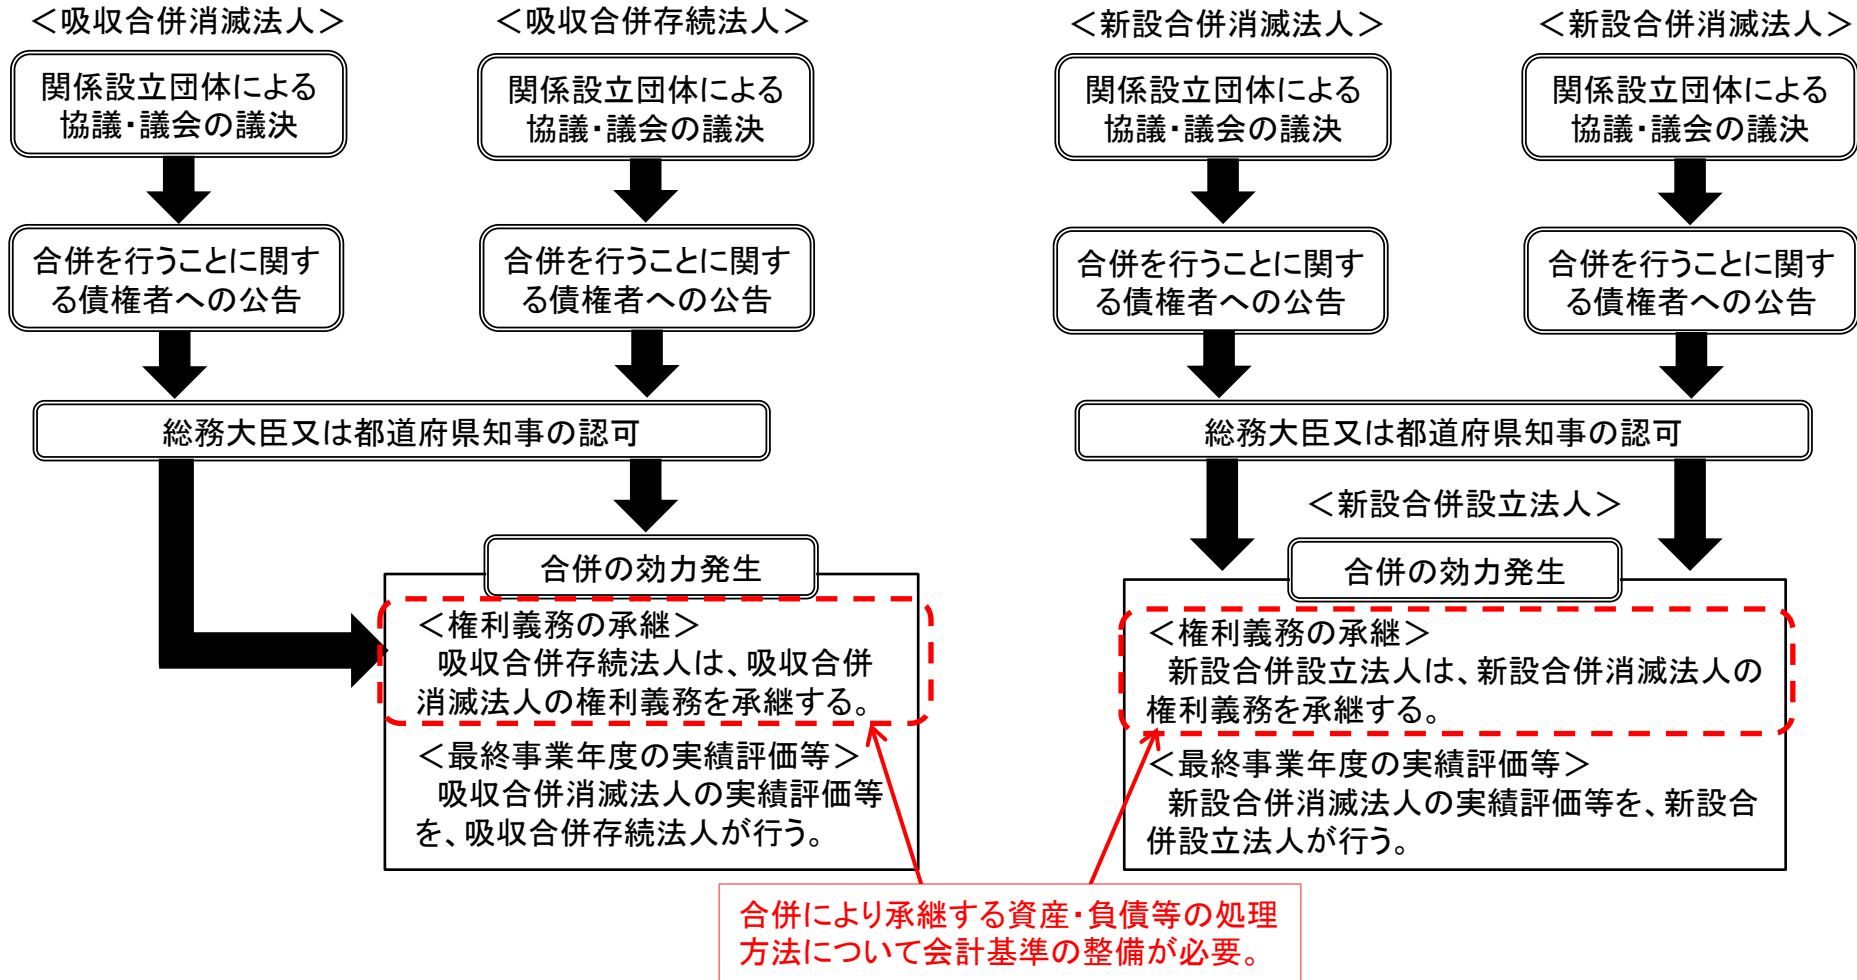 ＜吸収合併消滅法人＞
関係設立団体による
協議・議会の議決
合併を行うことに関す
る債権者への公告
＜吸収合併存続法人＞
関係設立団体による
協議・議会の議決
合併を行うことに関す
る債権者への公告
総務大臣又は都道府県知事の認可
合併の効力発生
＜権利義務の承継＞
吸収合併存続法人は、吸収合併
消滅法人の権利義務を承継する。
＜最終事業年度の実績評価等＞
吸収合併消滅法人の実績評価等
を、吸収合併存続法人が行う。
＜新設合併消滅法人＞
関係設立団体による
協議・議会の議決
合併を行うことに関す
る債権者への公告
＜新設合併消滅法人＞
関係設立団体による
協議・議会の議決
合併を行うことに関す
る債権者への公告
総務大臣又は都道府県知事の認可
＜新設合併設立法人＞
合併の効力発生
＜権利義務の承継＞
新設合併設立法人は、新設合併消滅法人の
権利義務を承継する。
＜最終事業年度の実績評価等＞
新設合併消滅法人の実績評価等を、新設合
併設立法人が行う。
合併により承継する資産・負債等の処理
方法について会計基準の整備が必要。